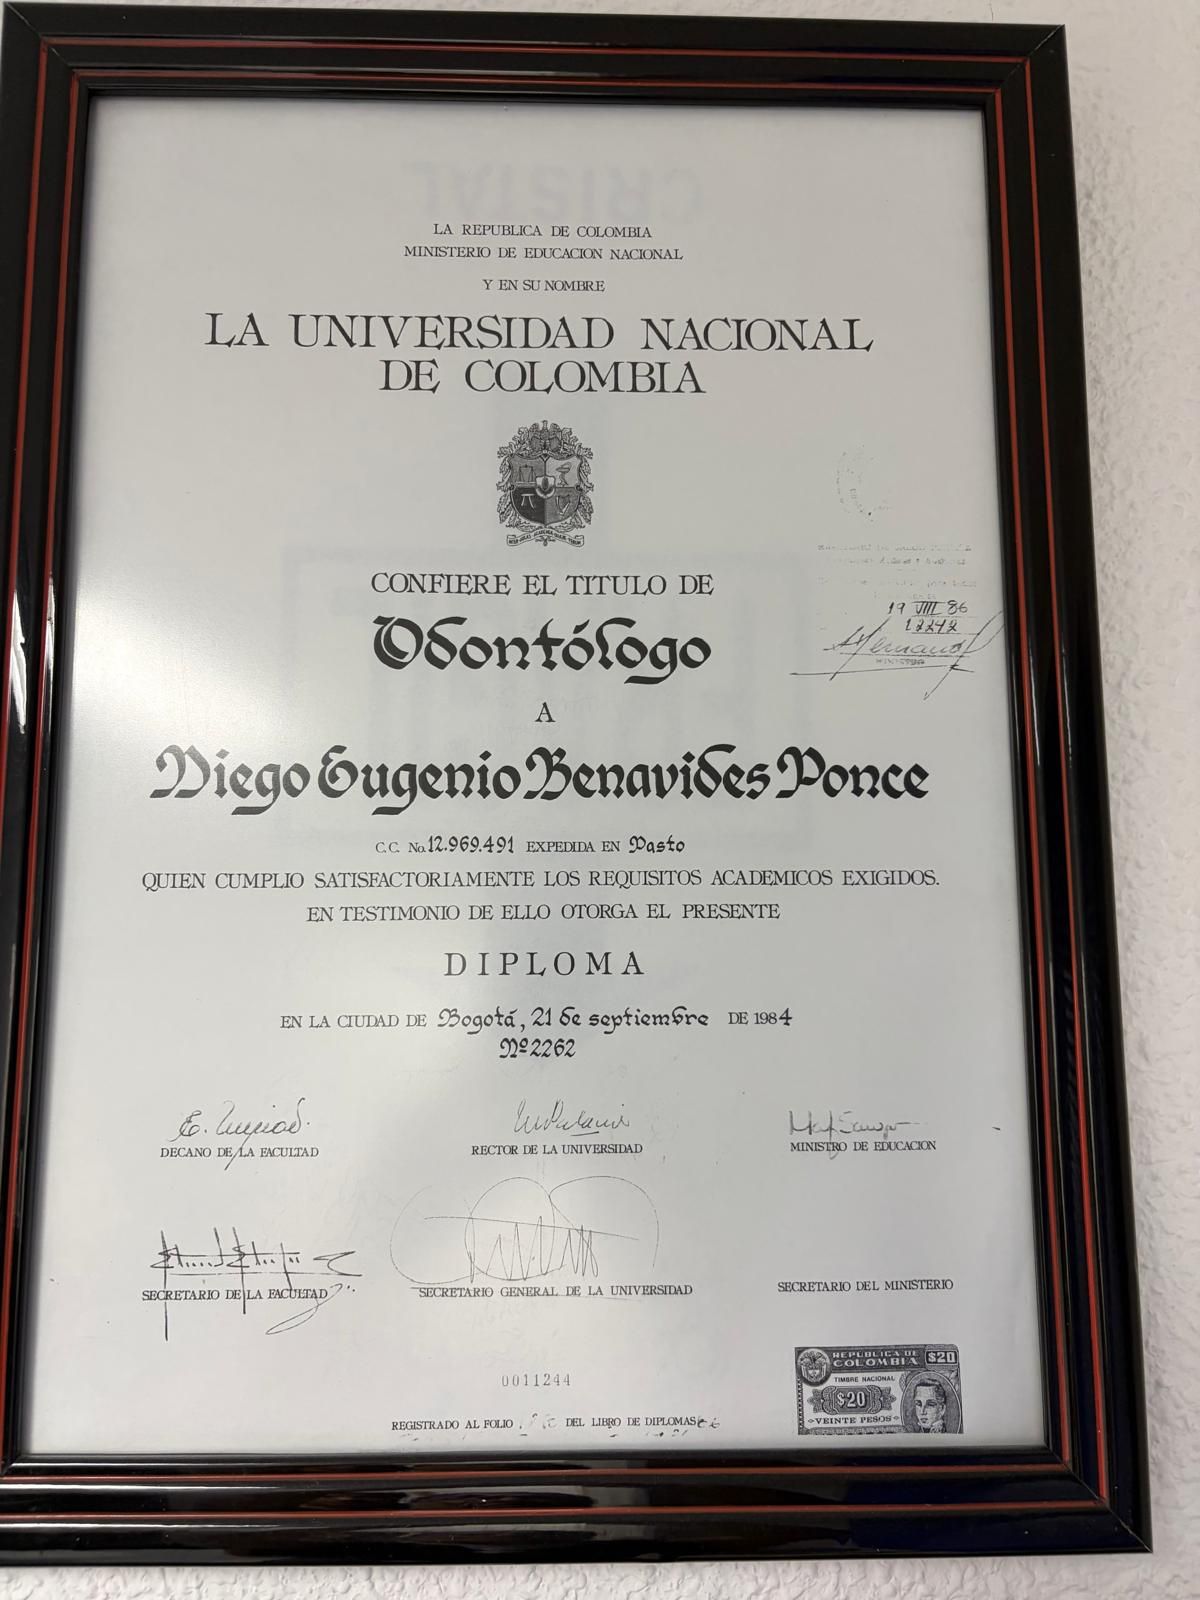 LA REPUBLICA DE COLOMBIA
MINISTERIO DE EDUCACION NACIONAL
Y EN SU NOMBRE
LA UNIVERSIDAD NACIONAL
DE COLOMBIA
CONFIERE EL TITULO DE
Odontólogo
19 VIII 86
12242
A
Diego Eugenio Benavides Ponce
C.C. No. 12.969.491 EXPEDIDA EN Pasto
QUIEN CUMPLIO SATISFACTORIAMENTE LOS REQUISITOS ACADEMICOS EXIGIDOS.
EN TESTIMONIO DE ELLO OTORGA EL PRESENTE
DIPLOMA
EN LA CIUDAD DE Bogotá, 21 de septiembre DE 1984
Nº 2262
DECANO DE LA FACULTAD
RECTOR DE LA UNIVERSIDAD
MINISTRO DE EDUCACION
SECRETARIO DE LA FACULTAD
SECRETARIO GENERAL DE LA UNIVERSIDAD
SECRETARIO DEL MINISTERIO
0011244
REGISTRADO AL FOLIO DEL LIBRO DE DIPLOMAS
REPUBLICA DE
COLOMBIA
$20
TIMBRE NACIONAL
$20
VEINTE PESOS